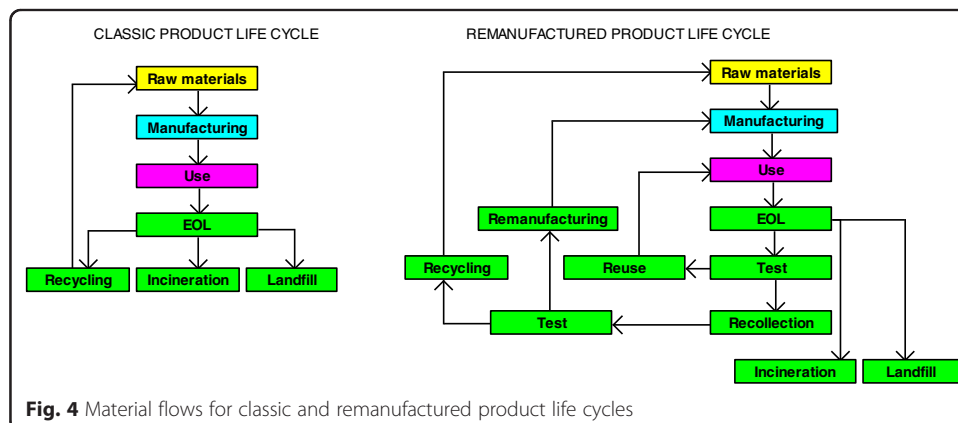 CLASSIC PRODUCT LIFE CYCLE
Raw materials
Manufacturing
Use
EOL
Recycling
Incineration
Landfill
REMANUFACTURED PRODUCT LIFE CYCLE
Raw materials
Manufacturing
Use
Remanufacturing
EOL
Recycling
Reuse
Test
Test
Recollection
Incineration
Landfill
Fig. 4 Material flows for classic and remanufactured product life cycles